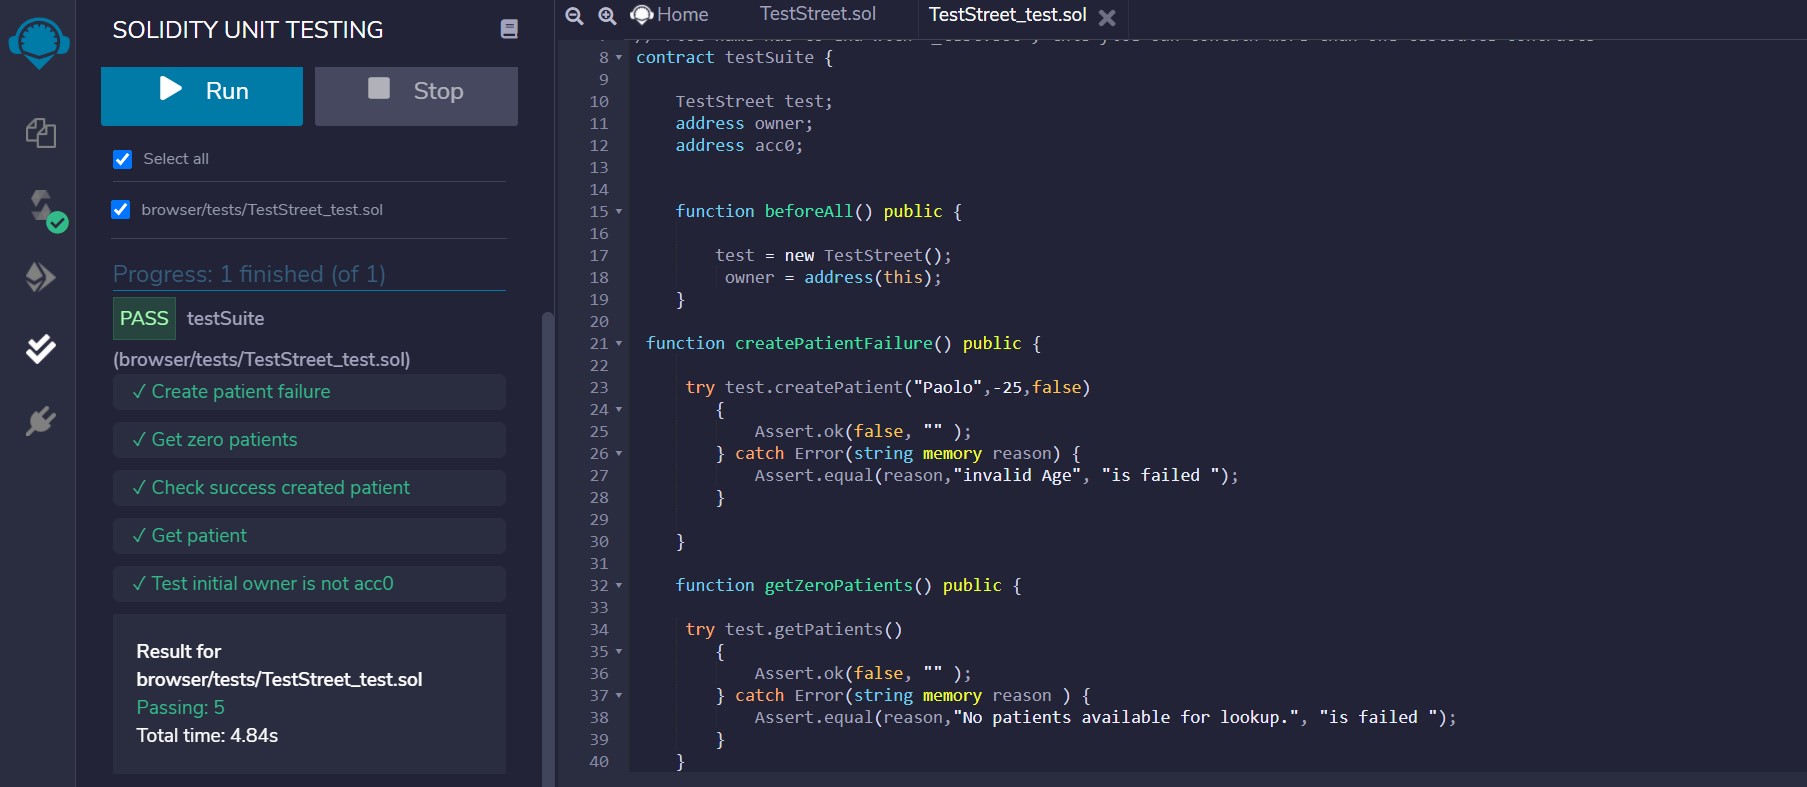 SOLIDITY UNIT TESTING
Run
Stop
Select all
browser/tests/TestStreet_test.sol
Progress: 1 finished (of 1)
PASS testSuite
(browser/tests/TestStreet_test.sol)
✓ Create patient failure
✓ Get zero patients
✓ Check success created patient
✓ Get patient
✓ Test initial owner is not acc0
Result for
browser/tests/TestStreet_test.sol
Passing: 5
Total time: 4.84s
Home TestStreet.sol TestStreet_test.sol
8 contract testSuite {
9
10 TestStreet test;
11 address owner;
12 address acc0;
13
14
15 function beforeAll() public {
16
17 test = new TestStreet();
18 owner = address(this);
19 }
20
21 function createPatientFailure() public {
22
23 try test.createPatient("Paolo",-25,false)
24 {
25 Assert.ok(false, "" );
26 } catch Error(string memory reason) {
27 Assert.equal(reason,"invalid Age", "is failed ");
28 }
29
30 }
31
32 function getZeroPatients() public {
33
34 try test.getPatients()
35 {
36 Assert.ok(false, "" );
37 } catch Error(string memory reason ) {
38 Assert.equal(reason,"No patients available for lookup.", "is failed ");
39 }
40 }